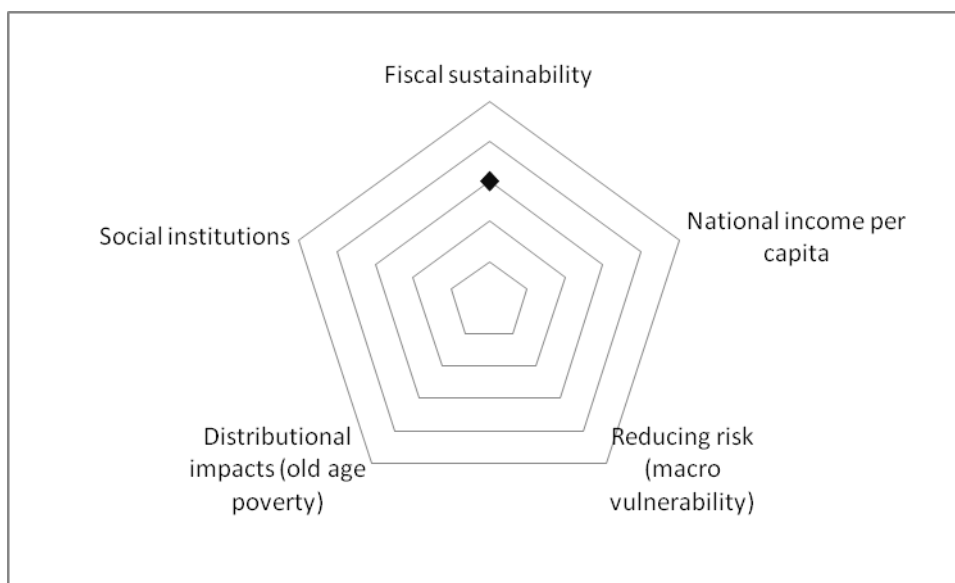 Fiscal sustainability
Social institutions
National income per
capita
Distributional
impacts (old age
poverty)
Reducing risk
(macro
vulnerability)